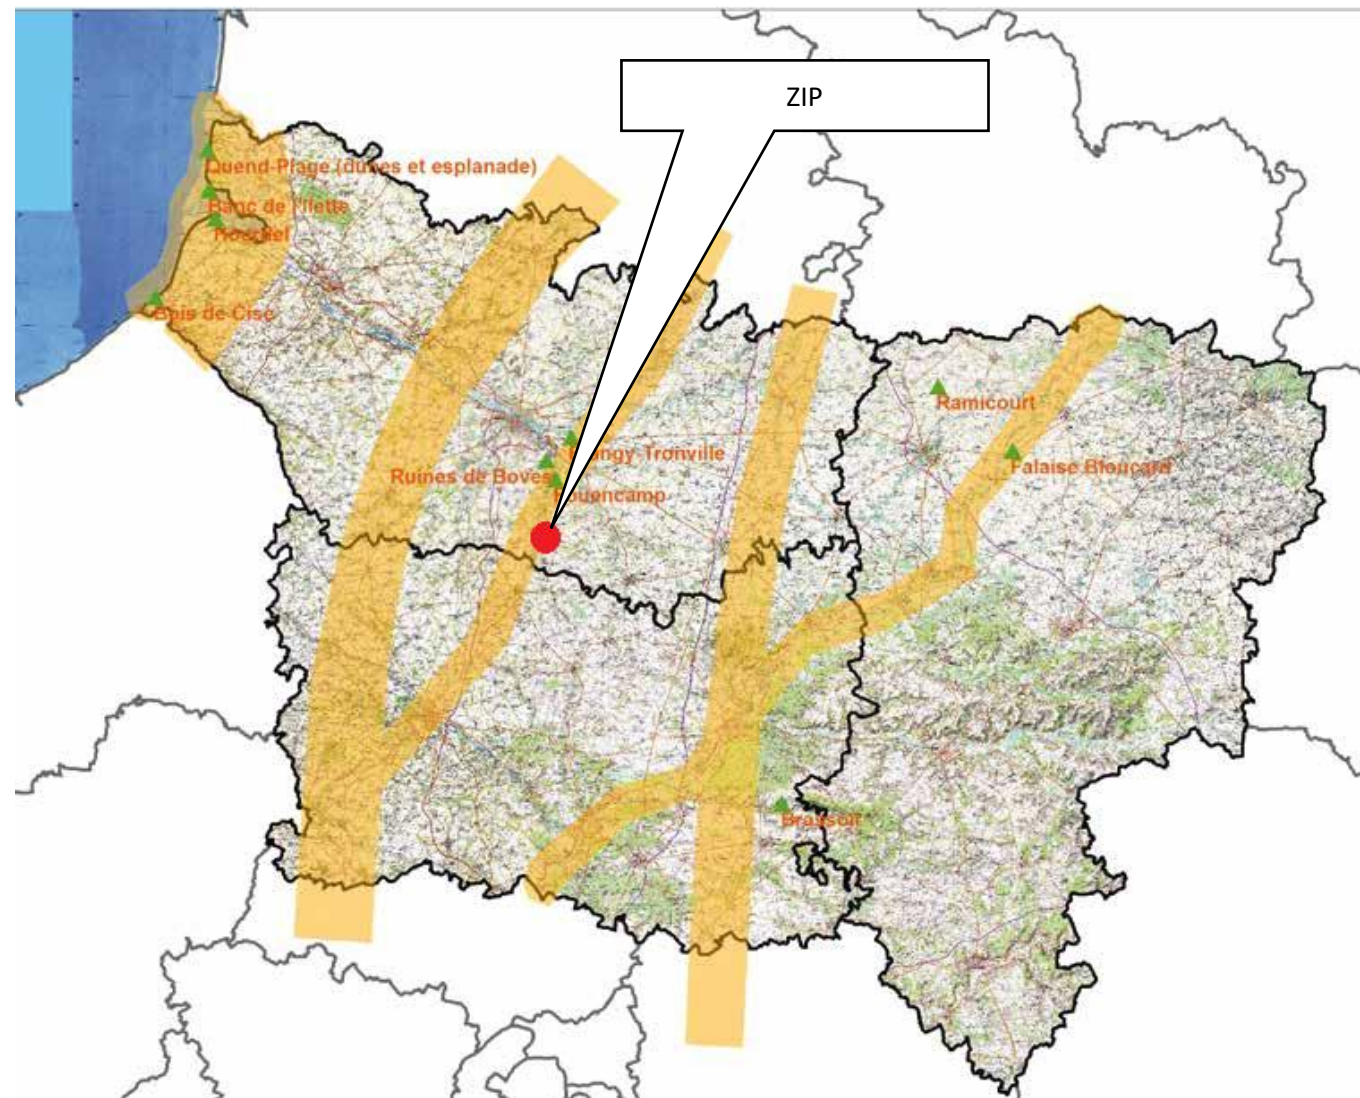 ZIP
Quend-Plage (dunes et esplanade)
Banc de l'Ilette
Hourdel
Bois de Cise
Ramicourt
Falaise Bloucard
Ruines de Boves
Fouencamp
Brassoir